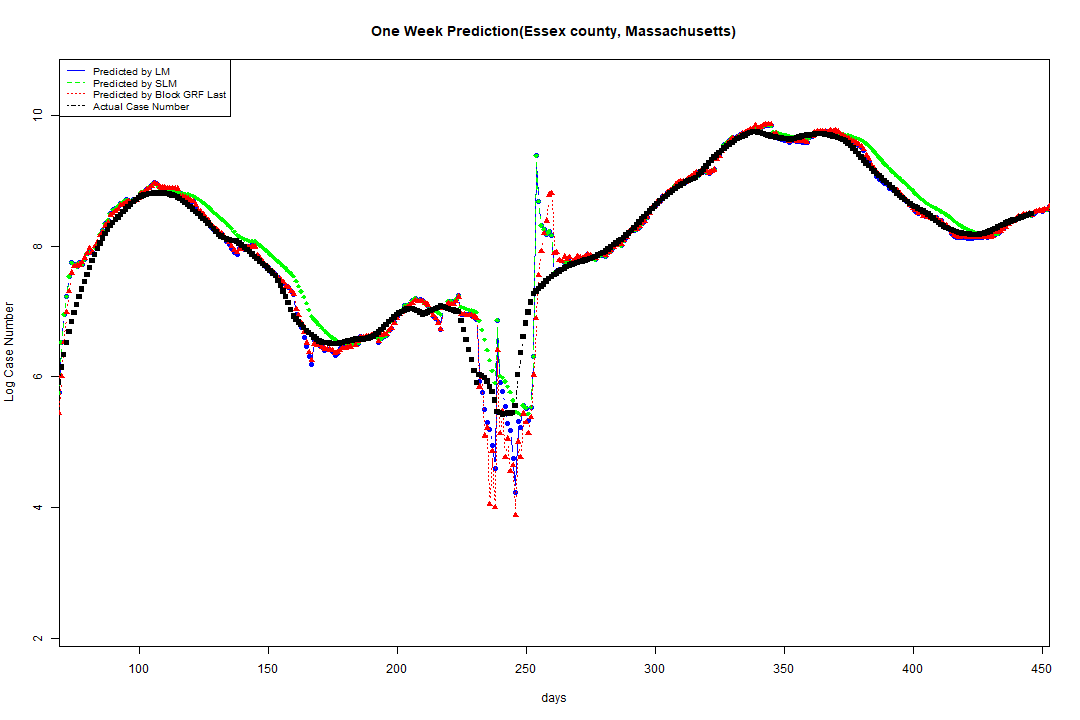 One Week Prediction(Essex county, Massachusetts)
Predicted by LM
Predicted by SLM
Predicted by Block GRF Last
Actual Case Number
10
8
6
4
2
Log Case Number
100 150 200 250 300 350 400 450
days